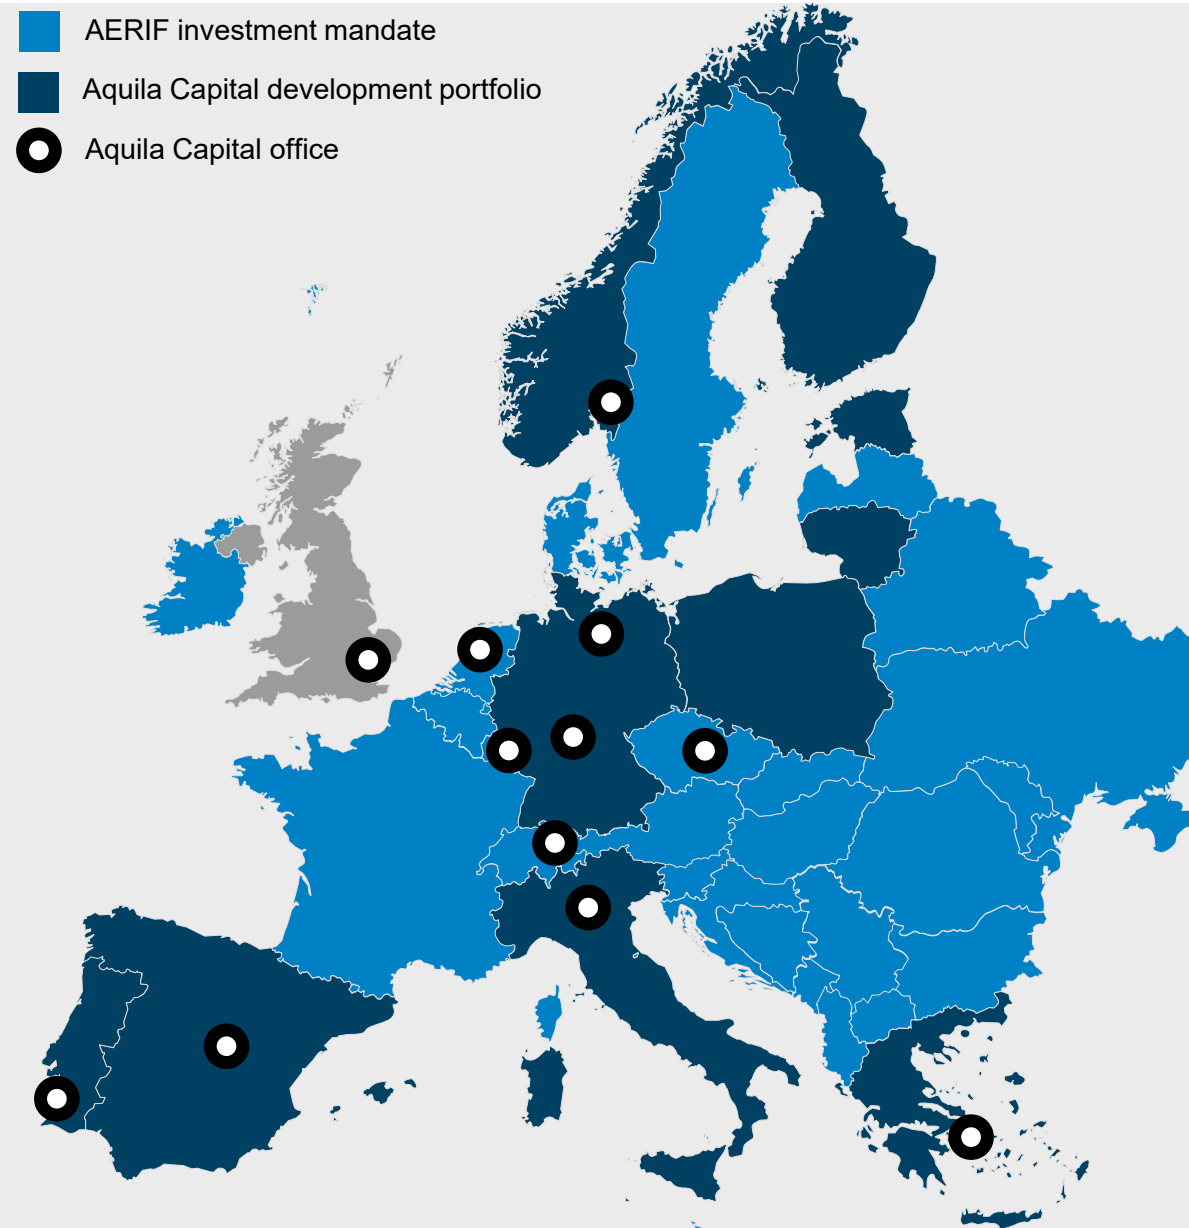 AERIF investment mandate
Aquila Capital development portfolio
Aquila Capital office